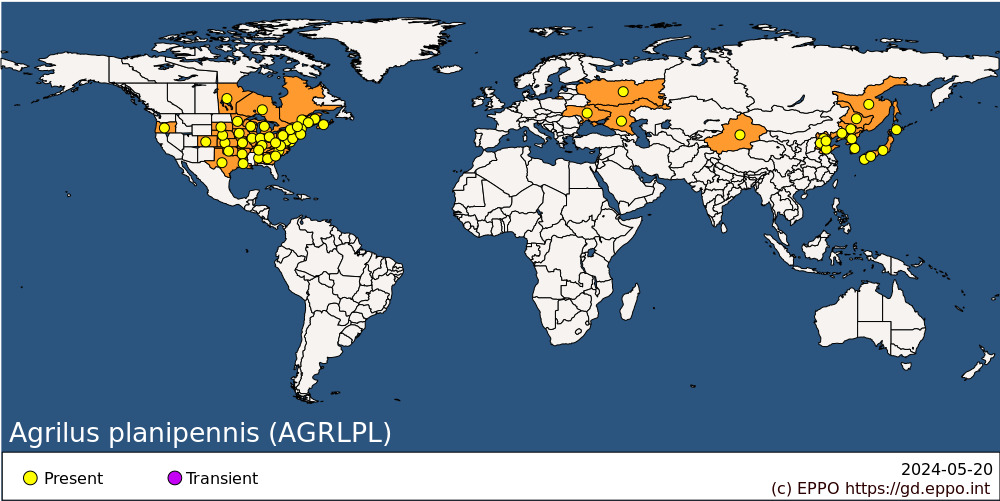 Agrilus planipennis (AGRLPL)
Present
Transient
2024-05-20
(c) EPPO https://gd.eppo.int